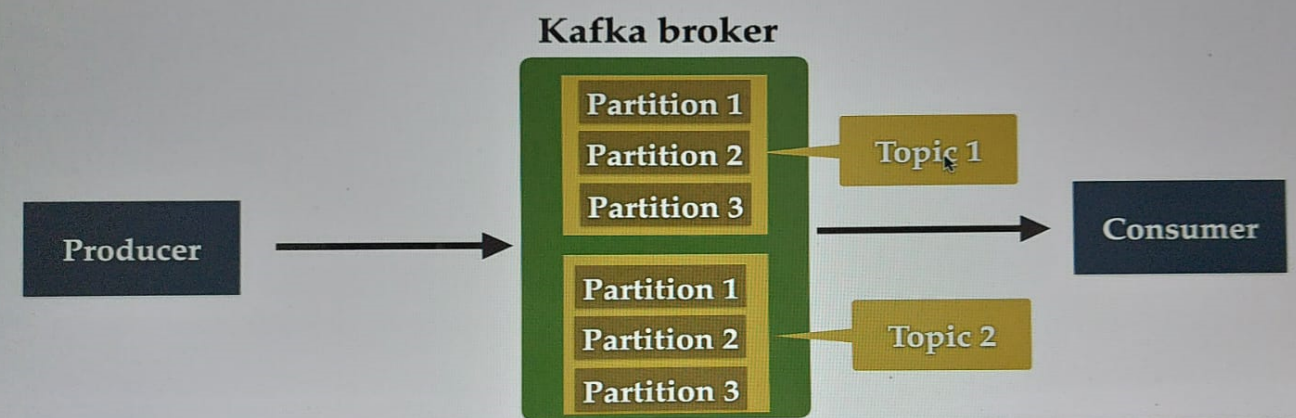 Kafka broker
Partition 1
Partition 2
Partition 3
Topic 1
Producer
Consumer
Partition 1
Partition 2
Partition 3
Topic 2